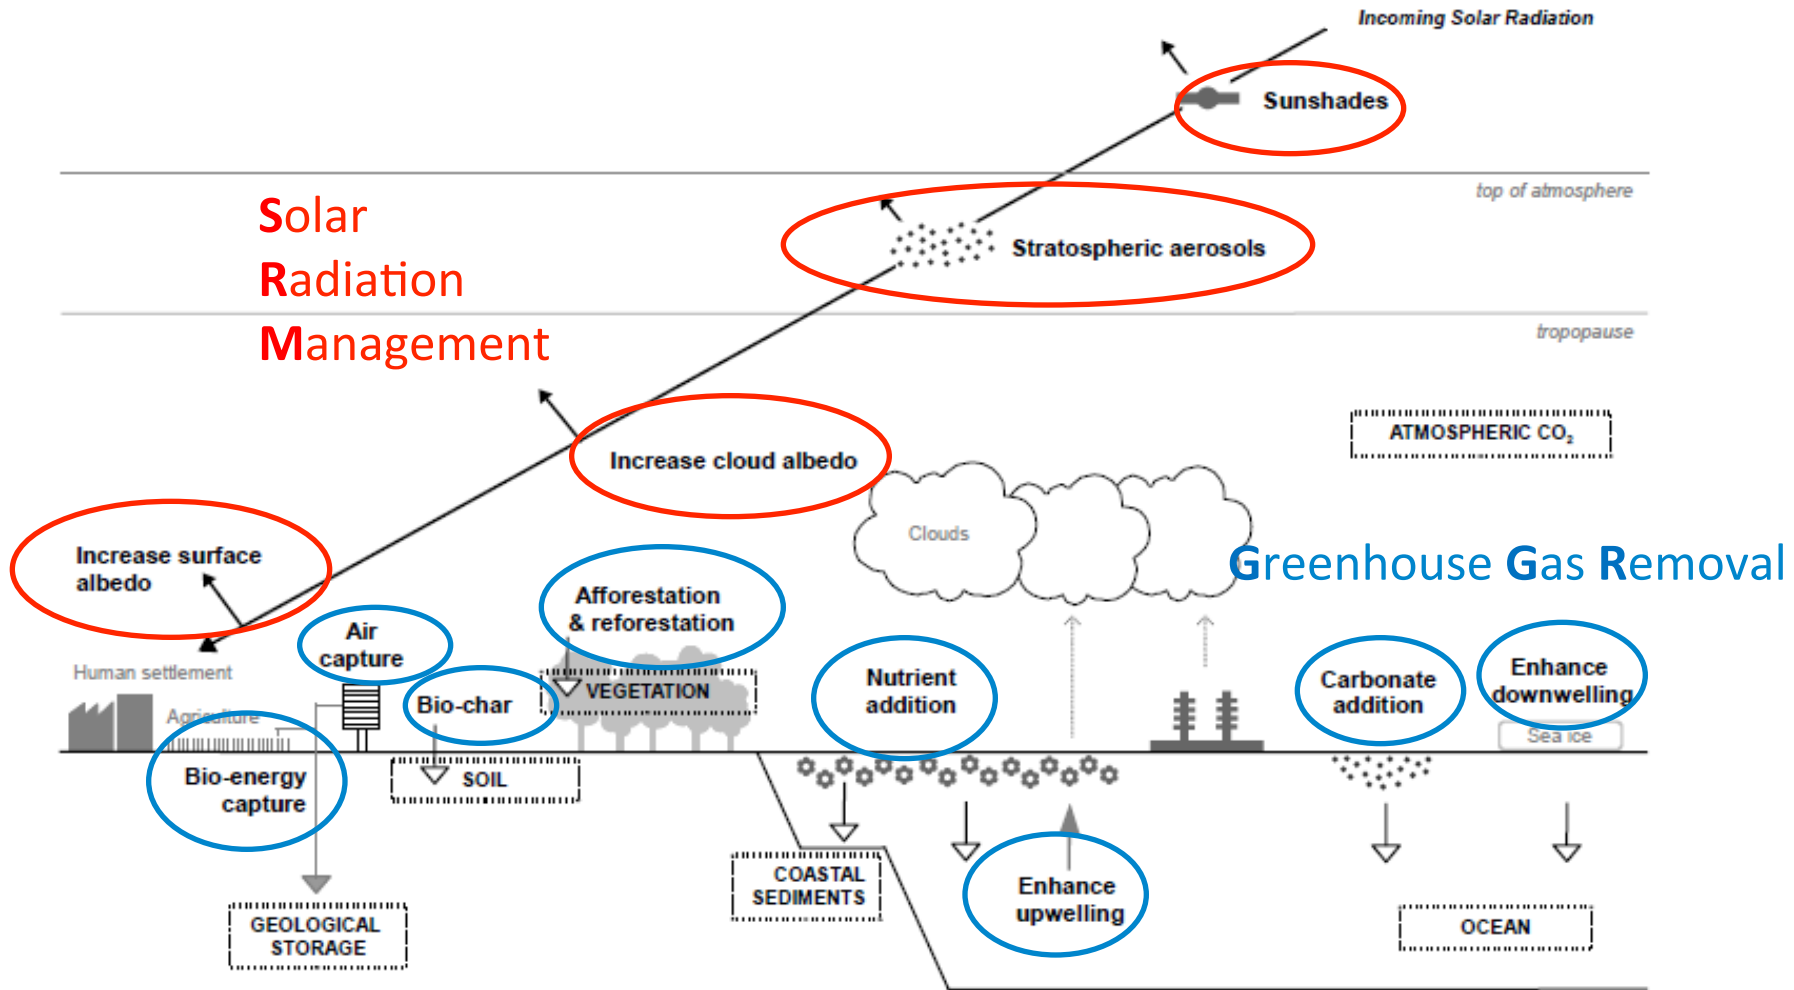 Incoming Solar Radiation
Sunshades
top of atmosphere
Solar
Radiation
Management
Stratospheric aerosols
tropopause
ATMOSPHERIC CO₂
Increase cloud albedo
Clouds
Increase surface
albedo
Greenhouse Gas Removal
Afforestation
& reforestation
Air
capture
Human settlement
Agriculture
Bio-char
VEGETATION
Nutrient
addition
Carbonate
addition
Enhance
downwelling
Sea ice
Bio-energy
capture
SOIL
COASTAL
SEDIMENTS
Enhance
upwelling
GEOLOGICAL
STORAGE
OCEAN